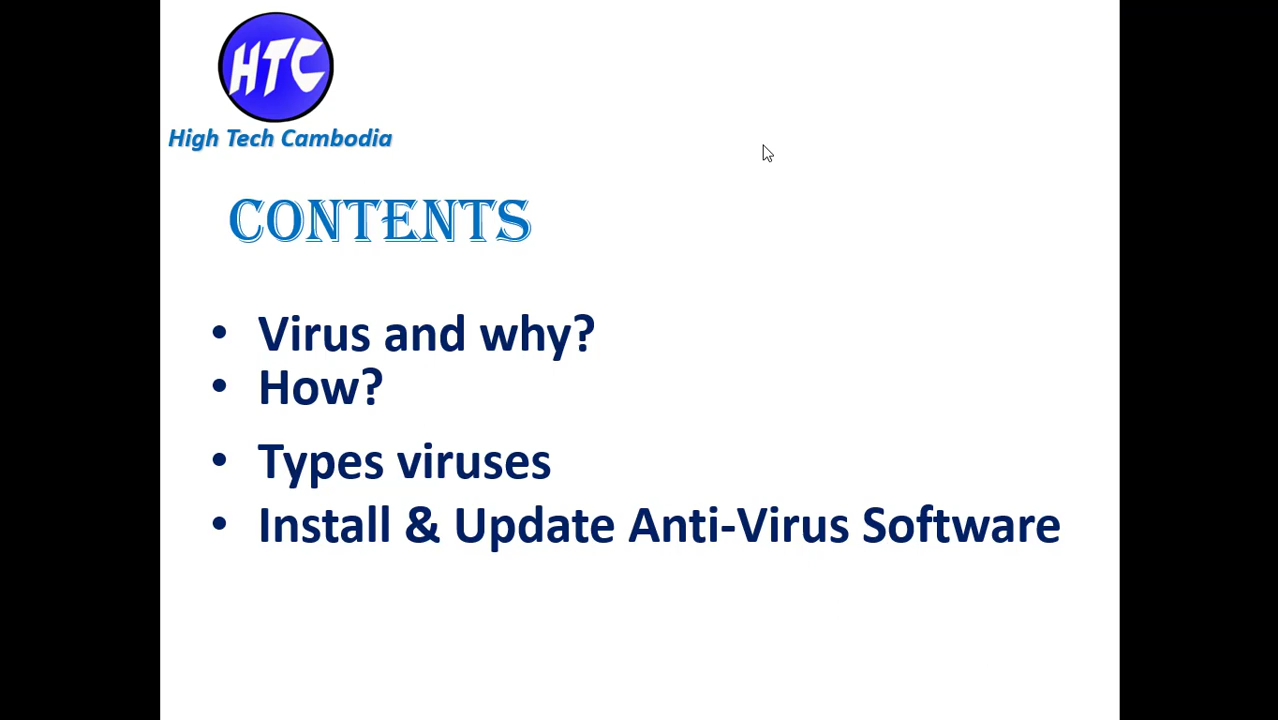 HTC
High Tech Cambodia
CONTENTS
• Virus and why?
• How?
• Types viruses
• Install & Update Anti-Virus Software